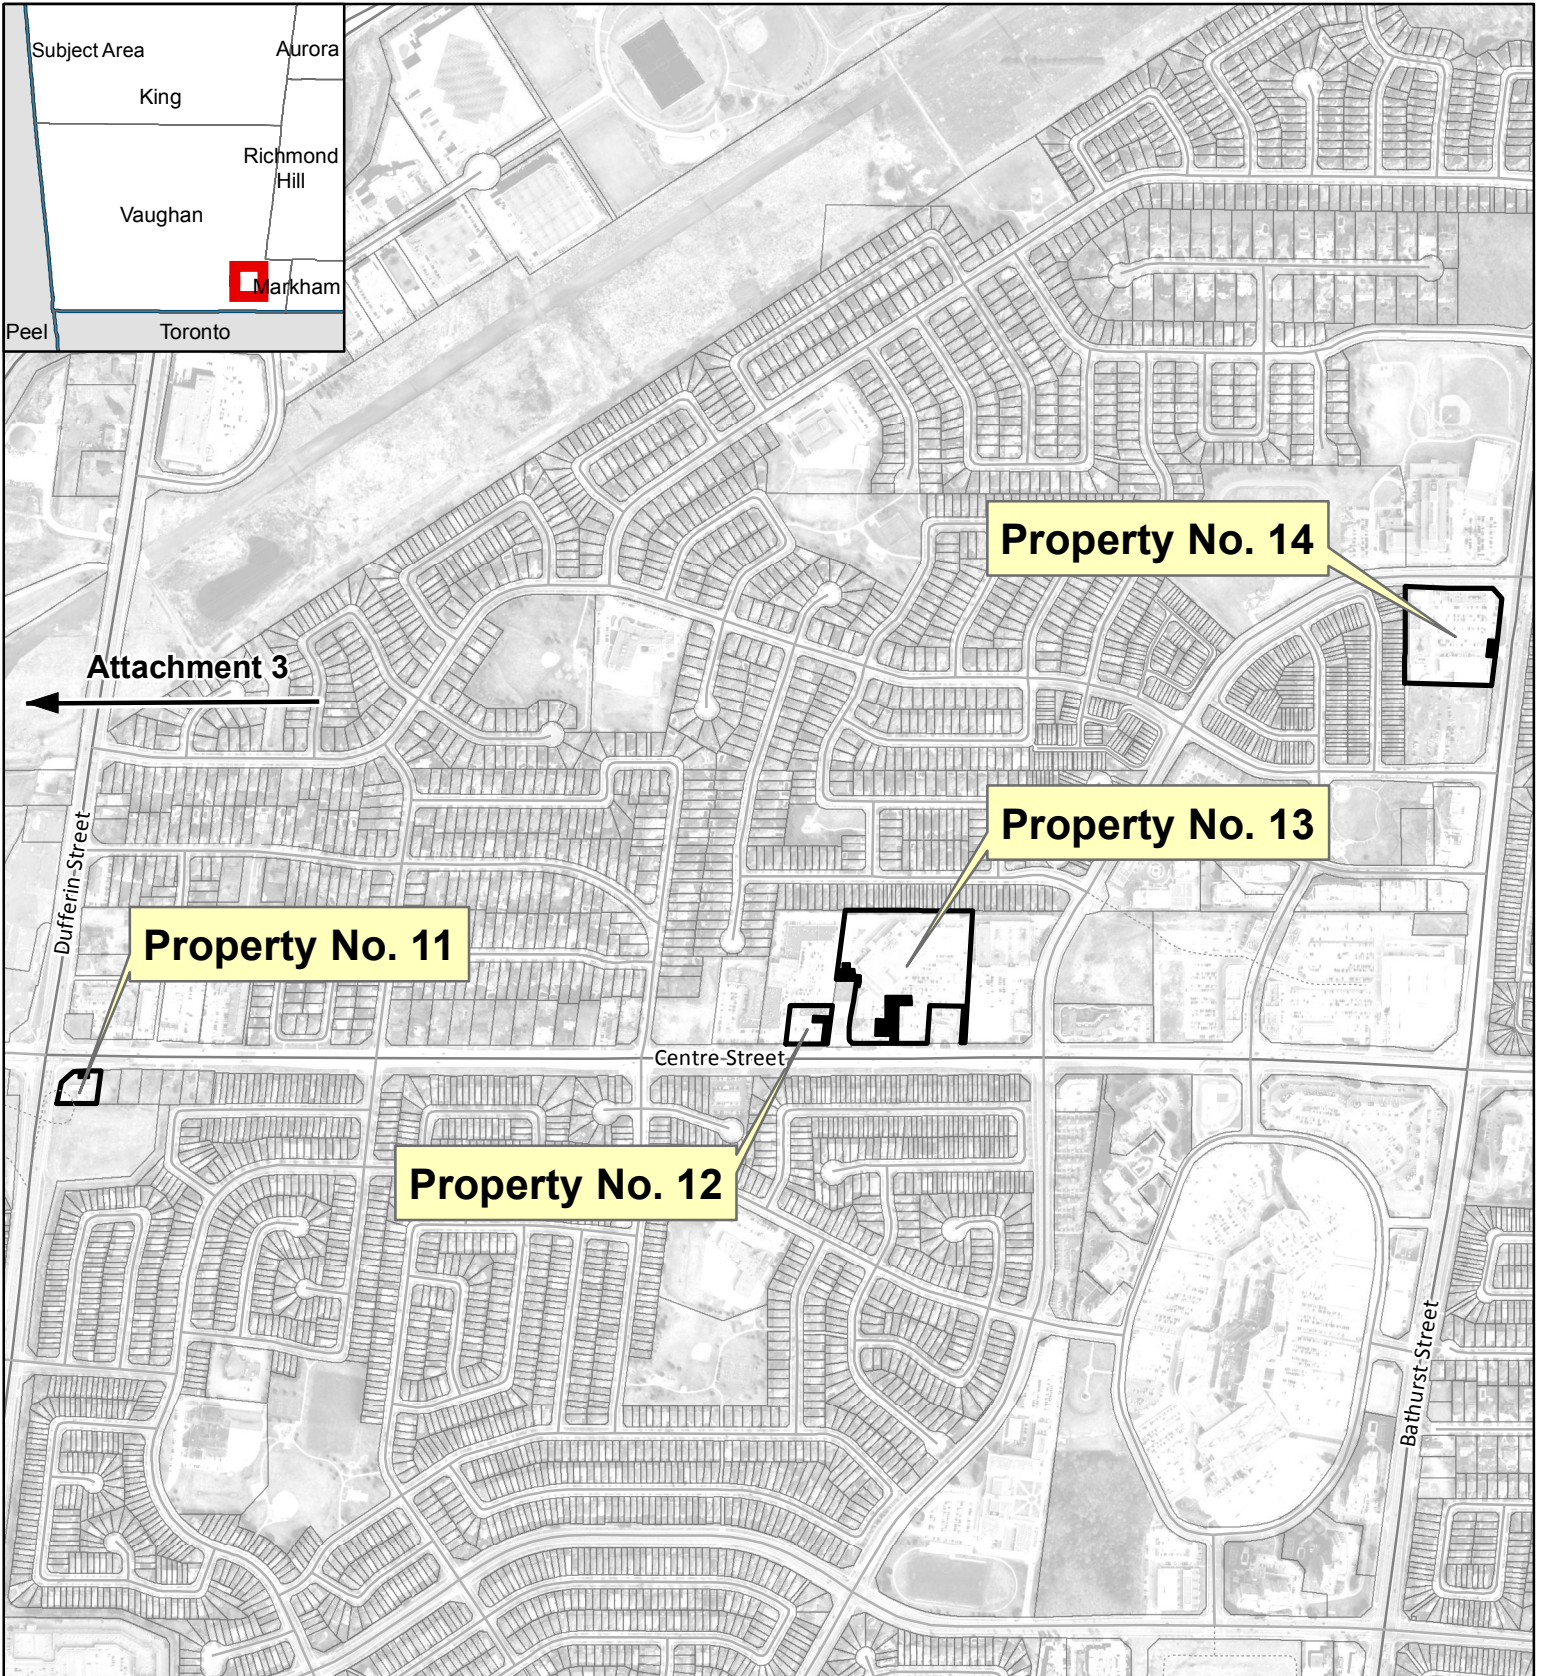 Subject Area
Aurora
King
Richmond
Hill
Vaughan
Markham
Peel
Toronto
Property No. 14
Attachment 3
Property No. 13
Dufferin Street
Property No. 11
Centre Street
Property No. 12
Bathurst Street